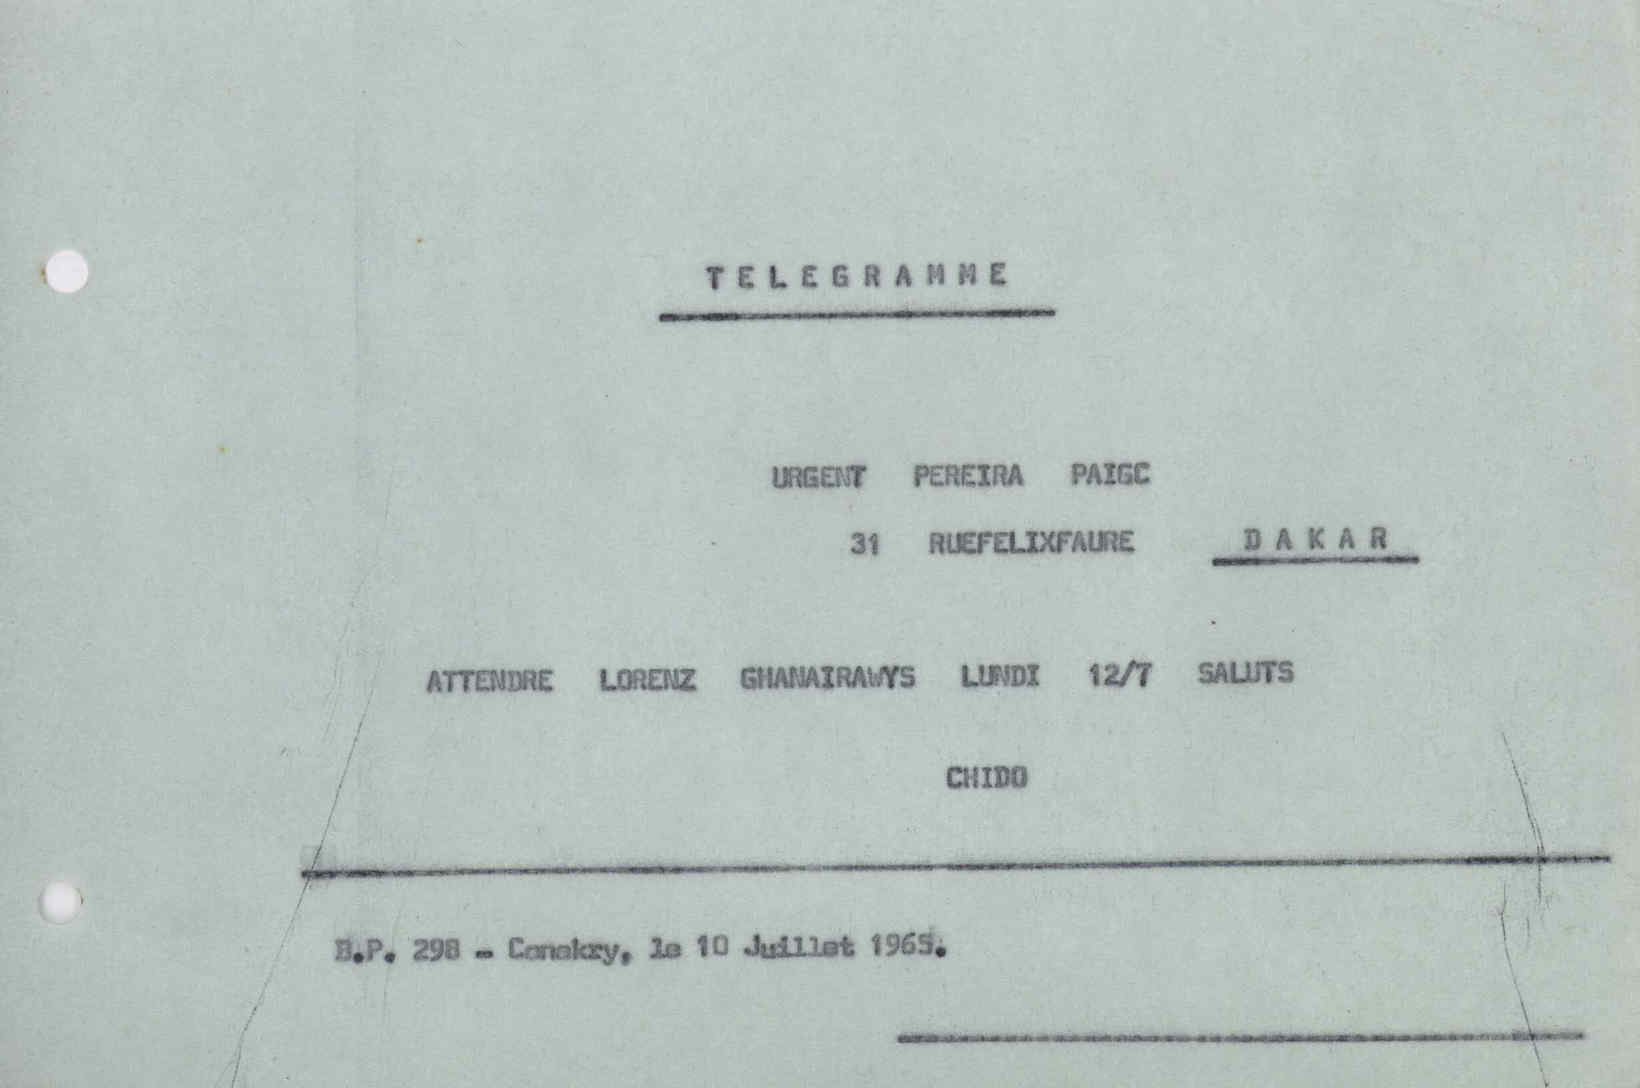 TELEGRAMME
URGENT PEREIRA PAIGC
31 RUEFELIXFAURE DAKAR
ATTENDRE LORENZ GHANAIRAWYS LUNDI 12/7 SALUTS
CHIDO
B.P. 298 - Conakry, le 10 Juillet 1965.